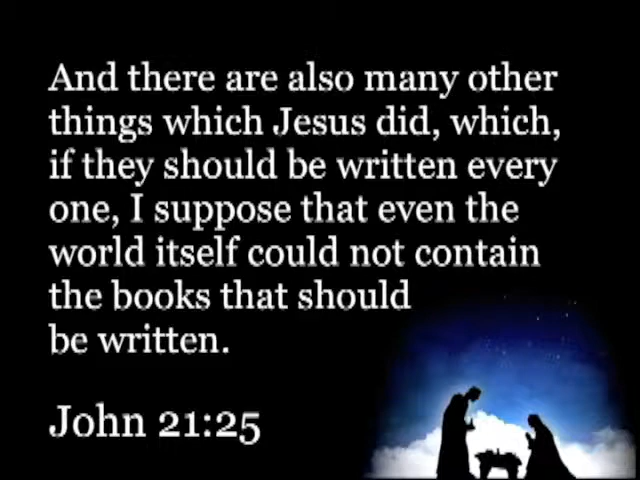 And there are also many other
things which Jesus did, which,
if they should be written every
one, I suppose that even the
world itself could not contain
the books that should
be written.
John 21:25